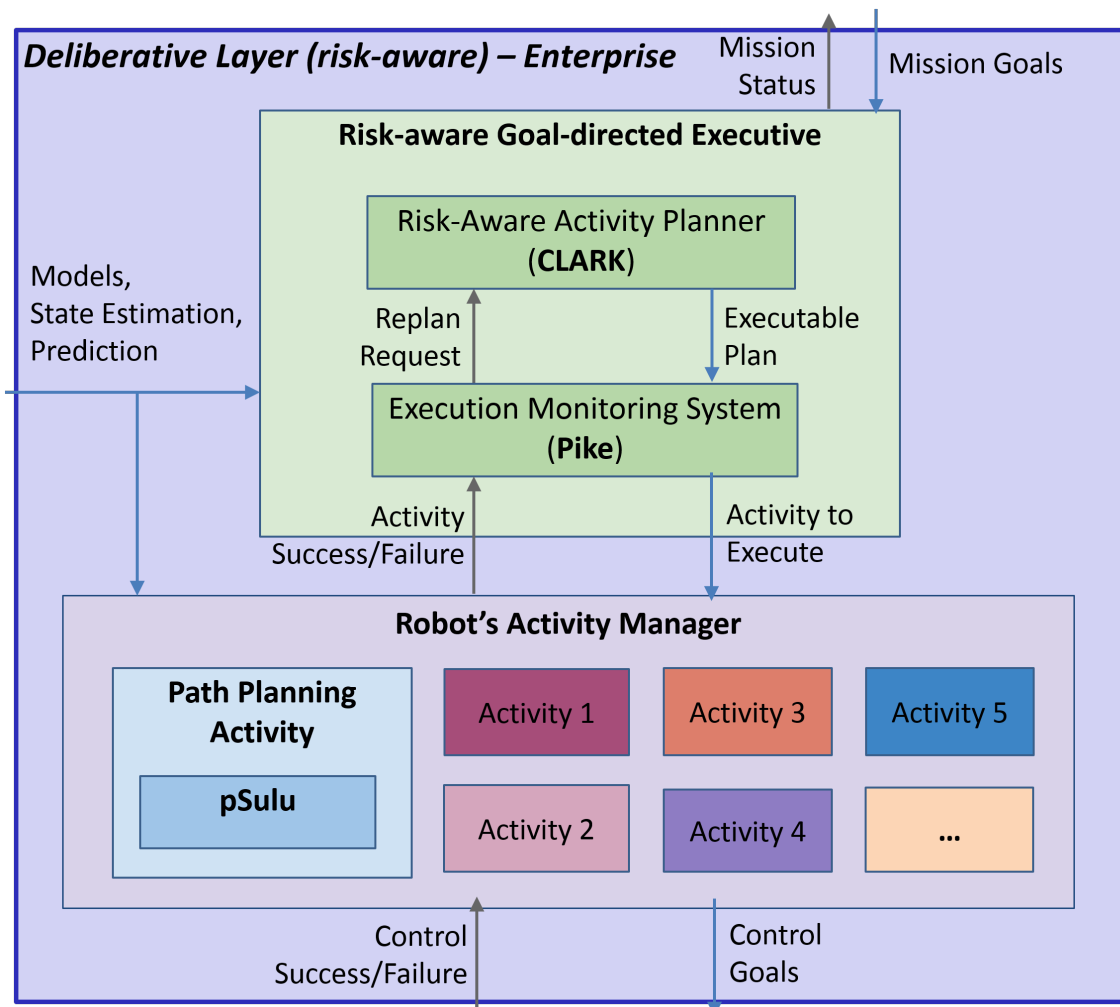 Deliberative Layer (risk-aware) – Enterprise
Mission
Status
Mission Goals
Risk-aware Goal-directed Executive
Risk-Aware Activity Planner
(CLARK)
Models,
State Estimation,
Prediction
Replan
Request
Executable
Plan
Execution Monitoring System
(Pike)
Activity
Success/Failure
Activity to
Execute
Robot’s Activity Manager
Path Planning
Activity
pSulu
Activity 1
Activity 3
Activity 5
Activity 2
Activity 4
...
Control
Success/Failure
Control
Goals